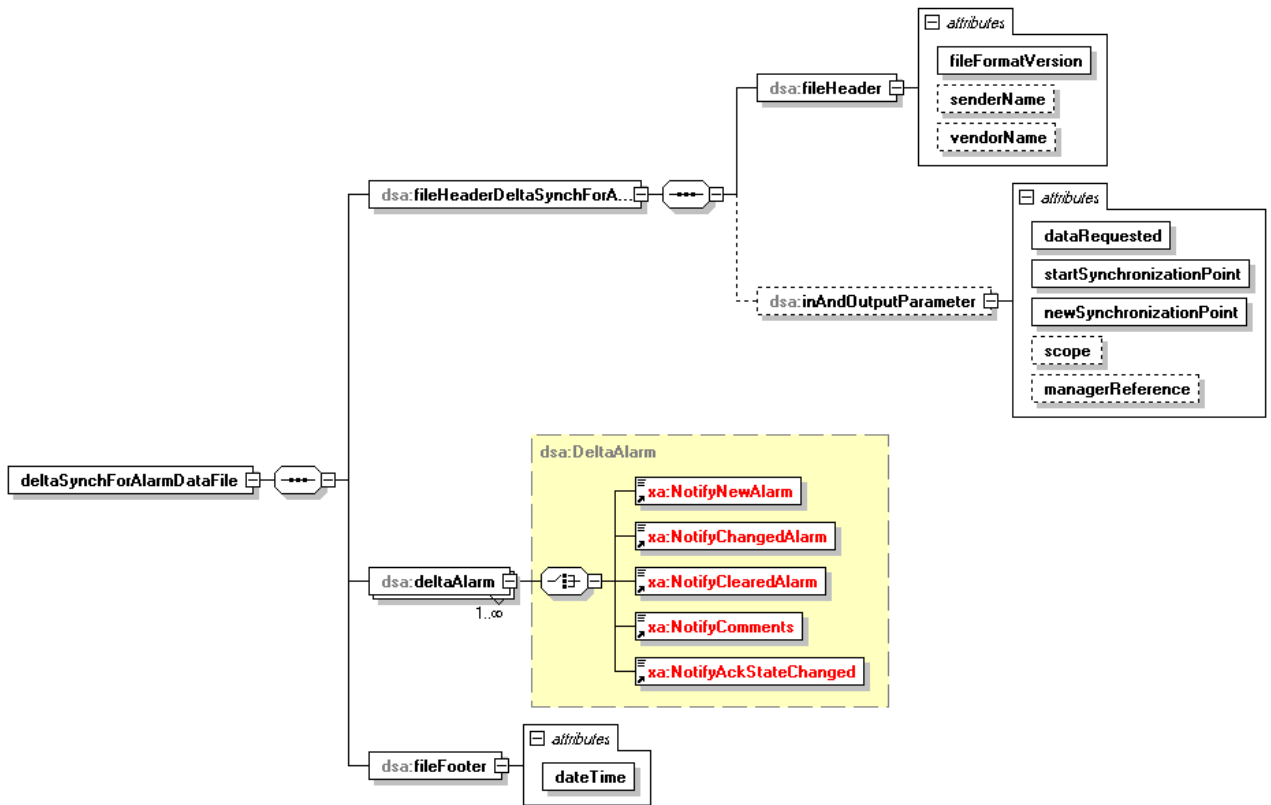 attributes
fileFormatVersion
dsa:fileHeader
senderName
vendorName
dsa:fileHeaderDeltaSynchForA...
attributes
dataRequested
startSynchronizationPoint
dsa:inAndOutputParameter
newSynchronizationPoint
scope
managerReference
deltaSynchForAlarmDataFile
dsa:DeltaAlarm
xa:NotifyNewAlarm
xa:NotifyChangedAlarm
dsa:deltaAlarm
1..∞
xa:NotifyClearedAlarm
xa:NotifyComments
xa:NotifyAckStateChanged
attributes
dsa:fileFooter
dateTime